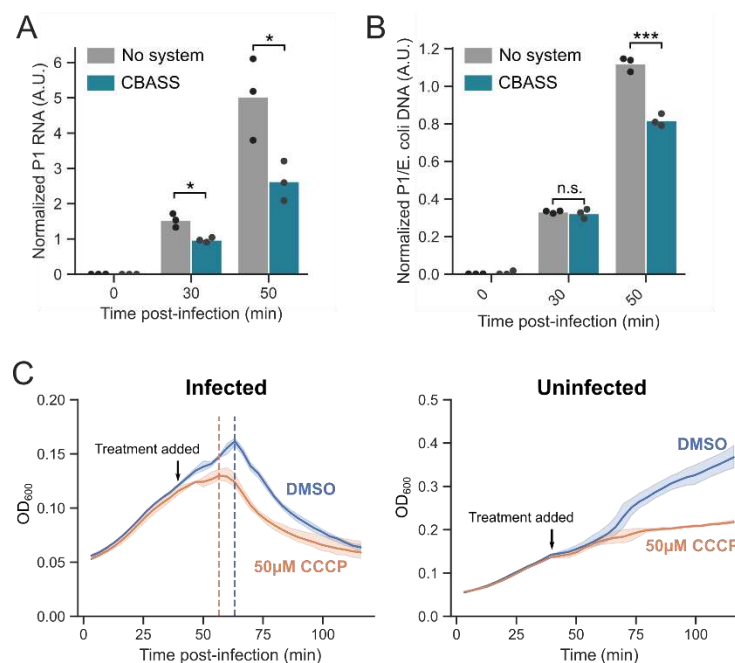 A
No system
CBASS
*
*
Normalized P1 RNA (A.U.)
6
5
4
3
2
1
0
0
30
50
Time post-infection (min)
B
No system
CBASS
n.s.
***
Normalized P1/E. coli DNA (A.U.)
1.2
1.0
0.8
0.6
0.4
0.2
0.0
0
30
50
Time post-infection (min)
C
Infected
Treatment added
DMSO
50µM CCCP
OD600
0.20
0.15
0.10
0.05
0.00
0
25
50
75
100
Time post-infection (min)
Uninfected
Treatment added
DMSO
50µM CCCP
OD600
0.5
0.4
0.3
0.2
0.1
0.0
0
25
50
75
100
Time (min)